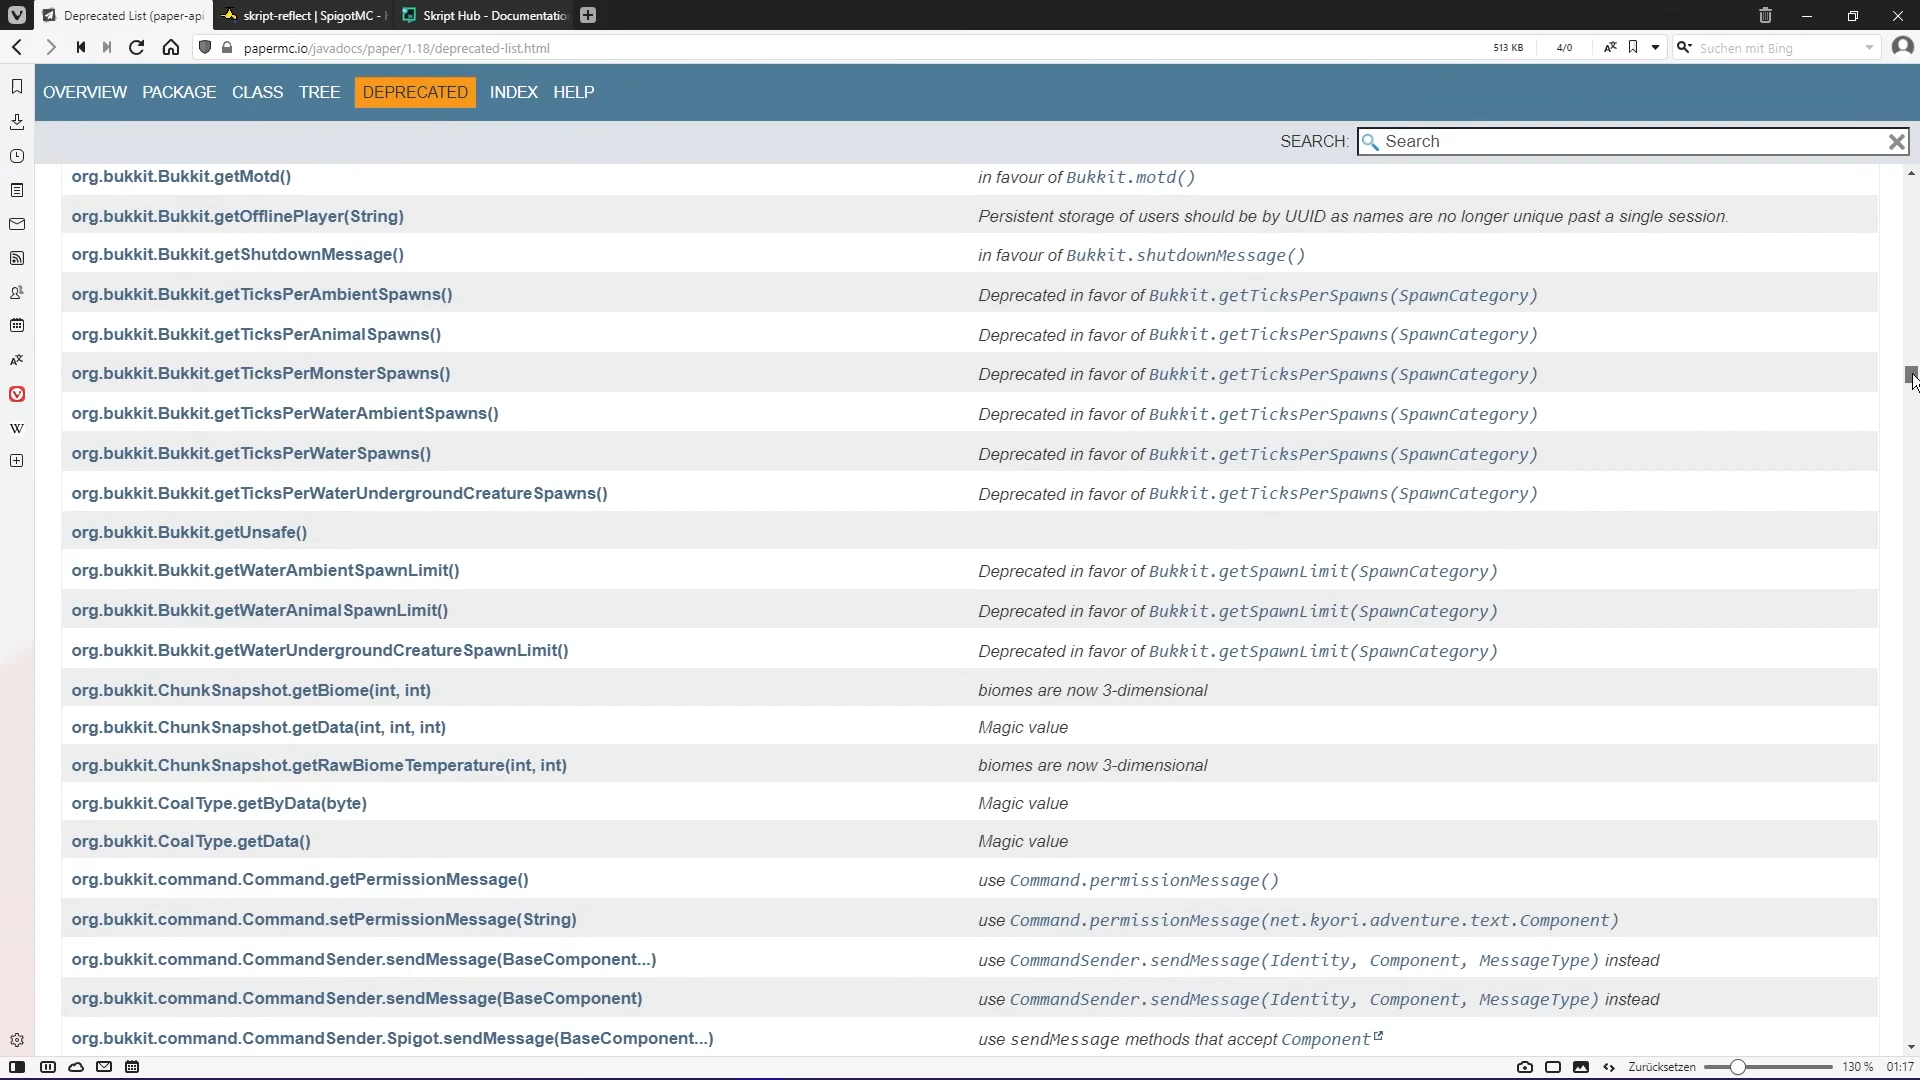 Deprecated List (paper-api
skript-reflect | SpigotMC -
Skript Hub - Documentatio
papermc.io/javadocs/paper/1.18/deprecated-list.html
513 KB
4/0
Suchen mit Bing
OVERVIEW PACKAGE CLASS TREE DEPRECATED INDEX HELP
SEARCH: Search
org.bukkit.Bukkit.getMotd() in favour of Bukkit.motd()
org.bukkit.Bukkit.getOfflinePlayer(String) Persistent storage of users should be by UUID as names are no longer unique past a single session.
org.bukkit.Bukkit.getShutdownMessage() in favour of Bukkit.shutdownMessage()
org.bukkit.Bukkit.getTicksPerAmbientSpawns() Deprecated in favor of Bukkit.getTicksPerSpawns(SpawnCategory)
org.bukkit.Bukkit.getTicksPerAnimalSpawns() Deprecated in favor of Bukkit.getTicksPerSpawns(SpawnCategory)
org.bukkit.Bukkit.getTicksPerMonsterSpawns() Deprecated in favor of Bukkit.getTicksPerSpawns(SpawnCategory)
org.bukkit.Bukkit.getTicksPerWaterAmbientSpawns() Deprecated in favor of Bukkit.getTicksPerSpawns(SpawnCategory)
org.bukkit.Bukkit.getTicksPerWaterSpawns() Deprecated in favor of Bukkit.getTicksPerSpawns(SpawnCategory)
org.bukkit.Bukkit.getTicksPerWaterUndergroundCreatureSpawns() Deprecated in favor of Bukkit.getTicksPerSpawns(SpawnCategory)
org.bukkit.Bukkit.getUnsafe()
org.bukkit.Bukkit.getWaterAmbientSpawnLimit() Deprecated in favor of Bukkit.getSpawnLimit(SpawnCategory)
org.bukkit.Bukkit.getWaterAnimalSpawnLimit() Deprecated in favor of Bukkit.getSpawnLimit(SpawnCategory)
org.bukkit.Bukkit.getWaterUndergroundCreatureSpawnLimit() Deprecated in favor of Bukkit.getSpawnLimit(SpawnCategory)
org.bukkit.ChunkSnapshot.getBiome(int, int) biomes are now 3-dimensional
org.bukkit.ChunkSnapshot.getData(int, int, int) Magic value
org.bukkit.ChunkSnapshot.getRawBiomeTemperature(int, int) biomes are now 3-dimensional
org.bukkit.CoalType.getByData(byte) Magic value
org.bukkit.CoalType.getData() Magic value
org.bukkit.command.Command.getPermissionMessage() use Command.permissionMessage()
org.bukkit.command.Command.setPermissionMessage(String) use Command.permissionMessage(net.kyori.adventure.text.Component)
org.bukkit.command.CommandSender.sendMessage(BaseComponent...) use CommandSender.sendMessage(Identity, Component, MessageType) instead
org.bukkit.command.CommandSender.sendMessage(BaseComponent) use CommandSender.sendMessage(Identity, Component, MessageType) instead
org.bukkit.command.CommandSender.Spigot.sendMessage(BaseComponent...) use sendMessage methods that accept Component
Zurücksetzen 130 % 01:17